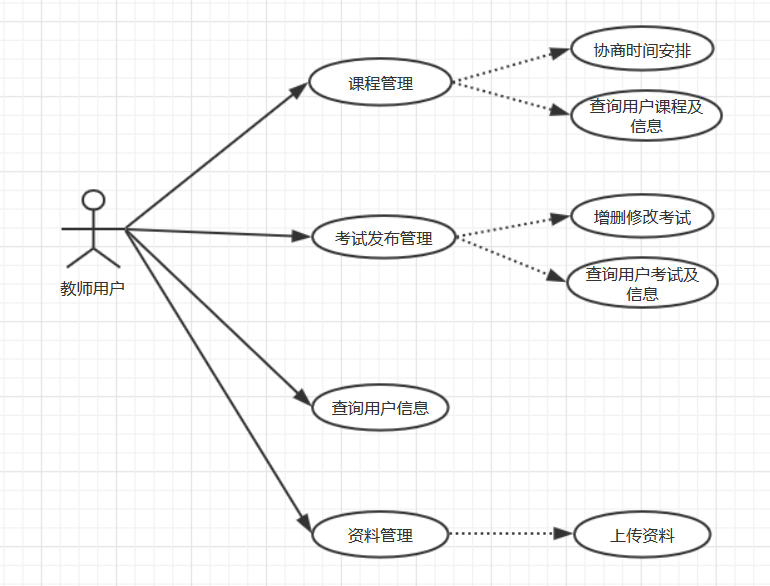 协商时间安排
课程管理
查询用户课程及
信息
增删修改考试
考试发布管理
查询用户考试及
信息
教师用户
查询用户信息
资料管理
上传资料